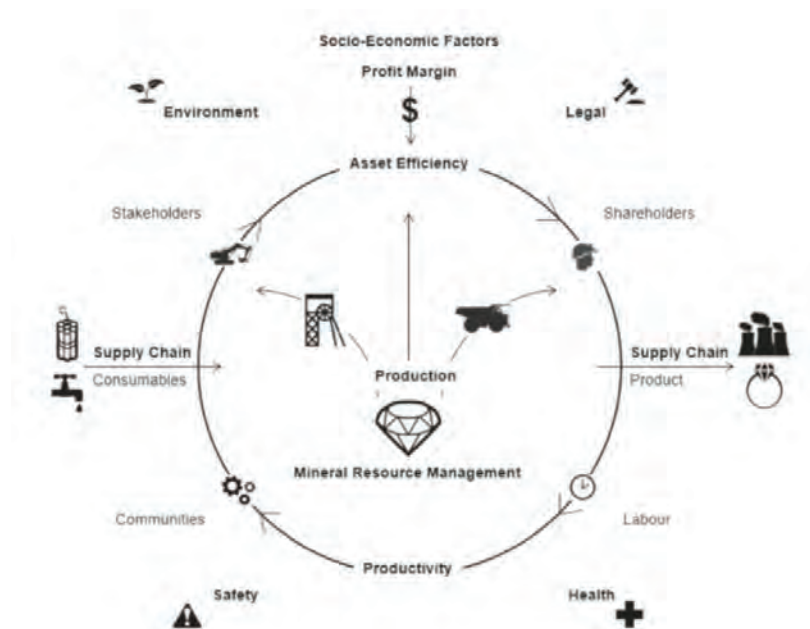 Socio-Economic Factors
Profit Margin
Environment
$
Legal
Asset Efficiency
Stakeholders
Shareholders
Supply Chain
Consumables
Production
Supply Chain
Product
Mineral Resource Management
Communities
Labour
Productivity
Safety
Health